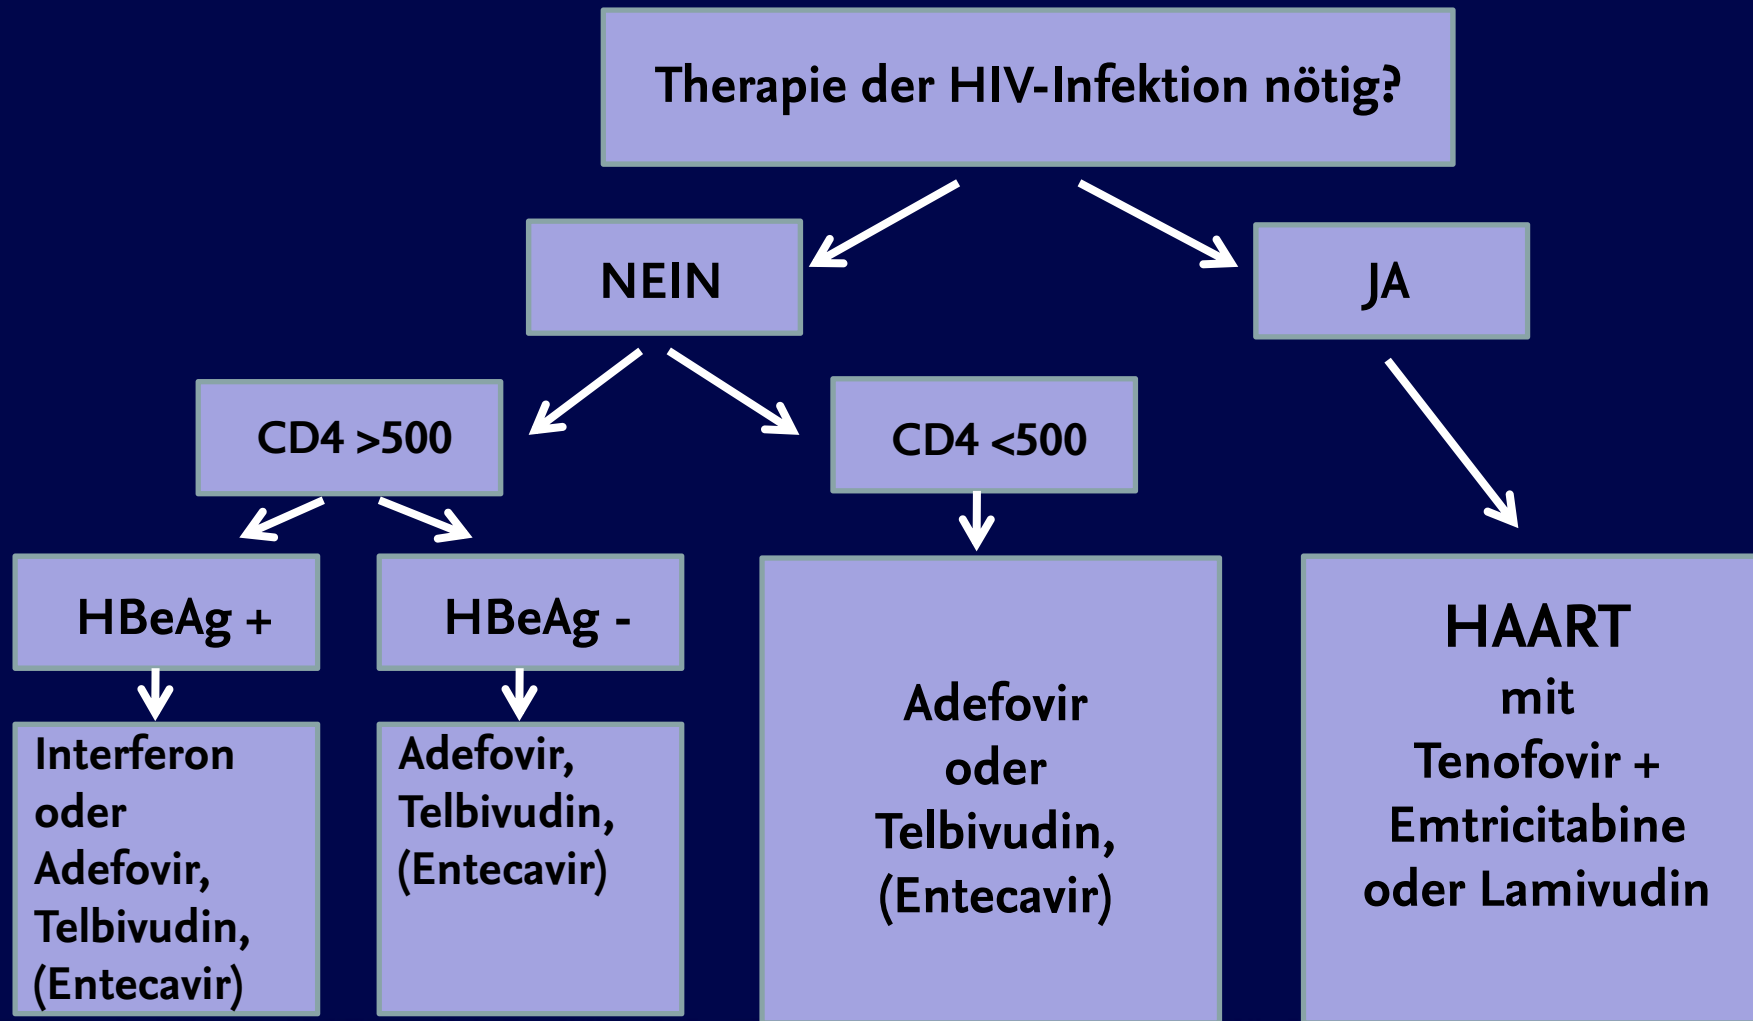 Therapie der HIV-Infektion nötig?
NEIN
JA
CD4 >500
CD4 <500
HBeAg +
HBeAg -
Interferon
oder
Adefovir,
Telbivudin,
(Entecavir)
Adefovir,
Telbivudin,
(Entecavir)
Adefovir
oder
Telbivudin,
(Entecavir)
HAART
mit
Tenofovir +
Emtricitabine
oder Lamivudin